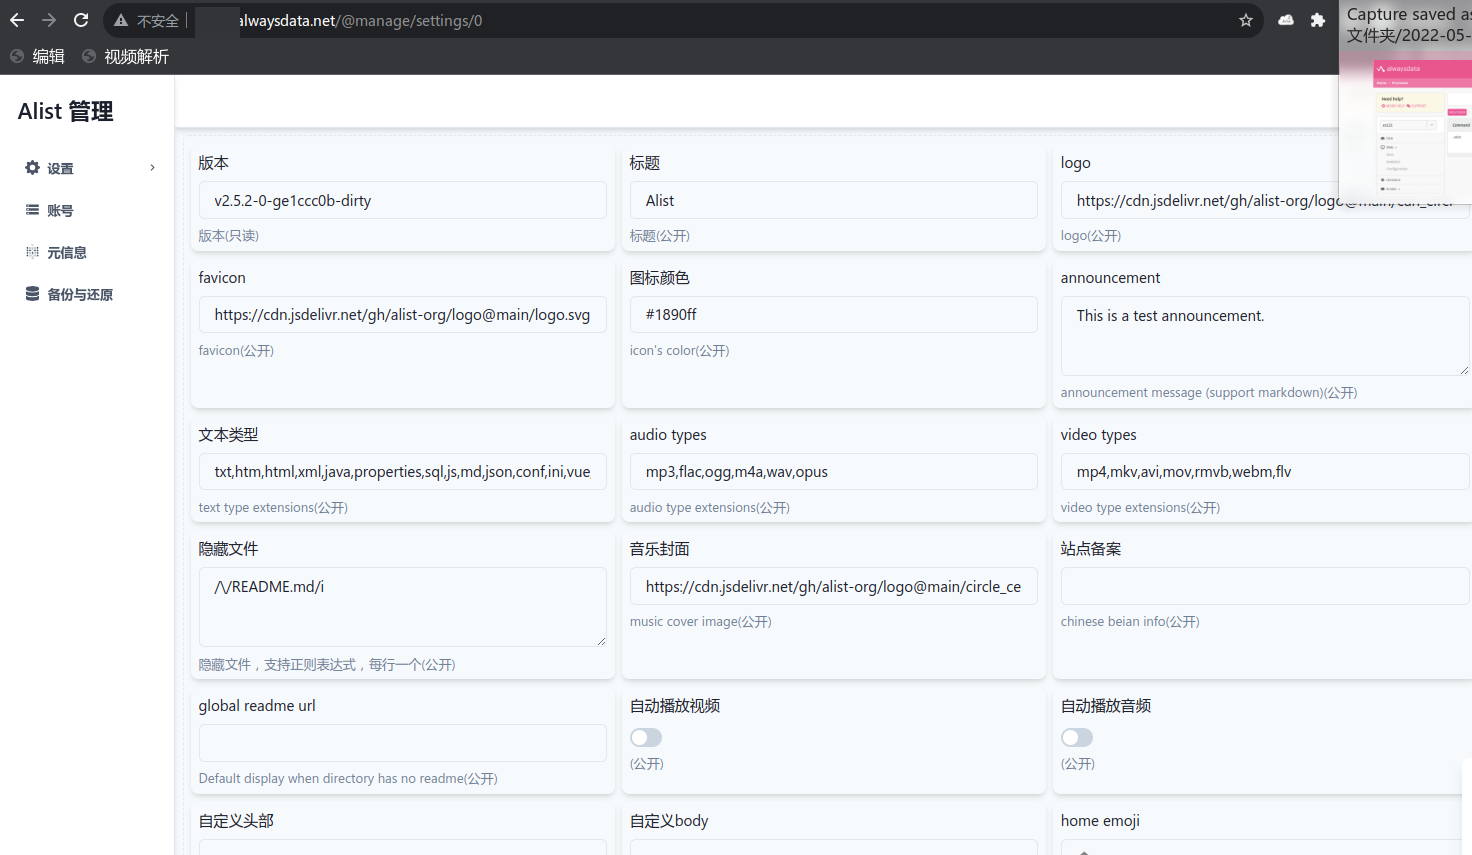 不安全 | alwaysdata.net/@manage/settings/0
Capture saved as
文件夹/2022-05-
编辑 视频解析
alwaysdata
Need help?
Command
Alist 管理
设置
账号
元信息
备份与还原
版本
v2.5.2-0-ge1ccc0b-dirty
版本(只读)
标题
Alist
标题(公开)
logo
https://cdn.jsdelivr.net/gh/alist-org/logo@main/can_circl
logo(公开)
favicon
https://cdn.jsdelivr.net/gh/alist-org/logo@main/logo.svg
favicon(公开)
图标颜色
#1890ff
icon's color(公开)
announcement
This is a test announcement.
announcement message (support markdown)(公开)
文本类型
txt,htm,html,xml,java,properties,sql,js,md,json,conf,ini,vue,
text type extensions(公开)
audio types
mp3,flac,ogg,m4a,wav,opus
audio type extensions(公开)
video types
mp4,mkv,avi,mov,rmvb,webm,flv
video type extensions(公开)
隐藏文件
/\/README.md/i
隐藏文件，支持正则表达式，每行一个(公开)
音乐封面
https://cdn.jsdelivr.net/gh/alist-org/logo@main/circle_ce
music cover image(公开)
站点备案
chinese beian info(公开)
global readme url
Default display when directory has no readme(公开)
自动播放视频
(公开)
自动播放音频
(公开)
自定义头部
自定义body
home emoji